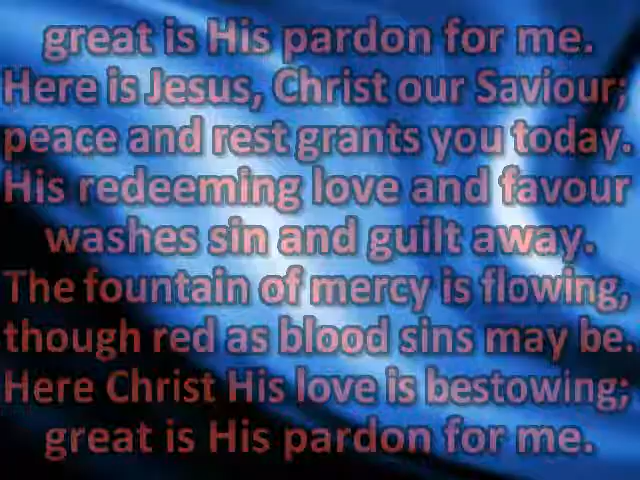 great is His pardon for me.
Here is Jesus, Christ our Saviour;
peace and rest grants you today.
His redeeming love and favour
washes sin and guilt away.
The fountain of mercy is flowing,
though red as blood sins may be.
Here Christ His love is bestowing;
great is His pardon for me.